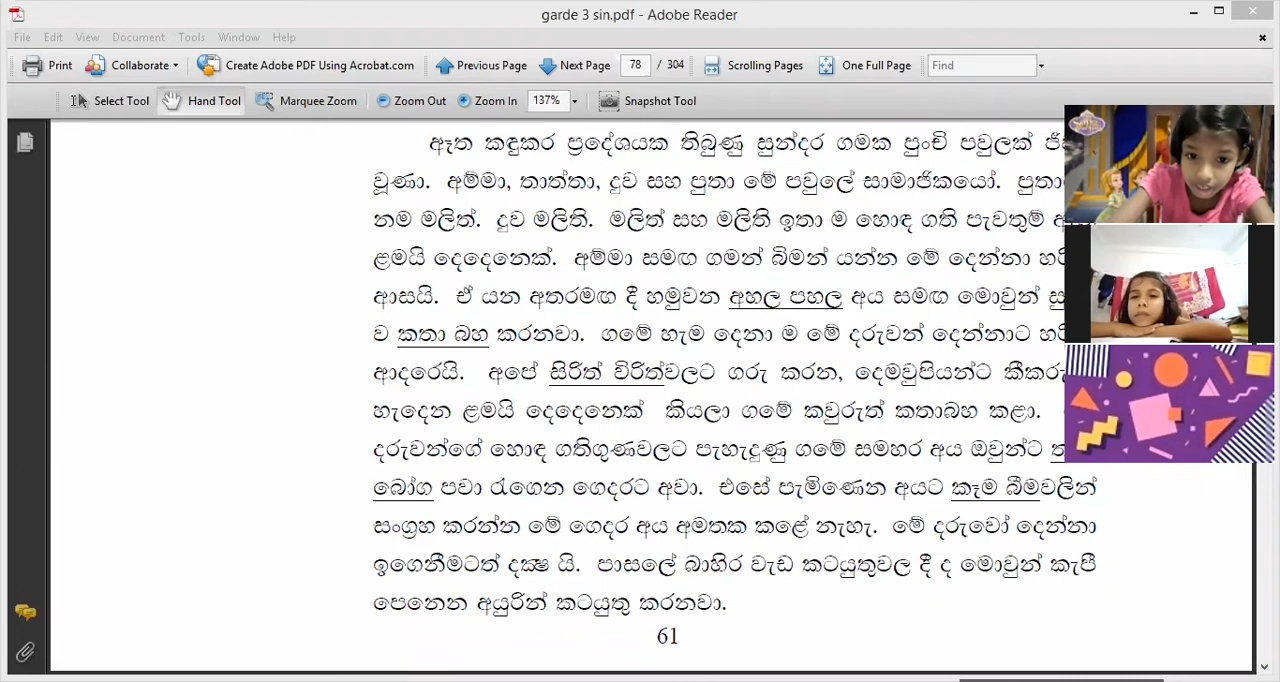 garde 3 sin.pdf - Adobe Reader
File Edit View Document Tools Window Help
Print Collaborate Create Adobe PDF Using Acrobat.com Previous Page Next Page 78 / 304 Scrolling Pages One Full Page Find
Select Tool Hand Tool Marquee Zoom Zoom Out Zoom In 137% Snapshot Tool
ඈත කඳුකර ප්‍රදේශයක තිබුණු සුන්දර ගමක පුංචි පවුලක්
වූණා. අම්මා, තාත්තා, දුව සහ පුතා මේ පවුලේ සාමාජිකයෝ.
නම මලිත්. දුව මලිති. මලිත් සහ මලිති ඉතා ම හොඳ ගති පැවතුම්
ළමයි දෙදෙනෙක්. අම්මා සමඟ ගමන් බිමන් යන්න මේ දෙන්නා
ආසයි. ඒ යන අතරමඟ දී හමුවන අහල පහල අය සමඟ මොවුන්
ව කතා බහ කරනවා. ගමේ හැම දෙනා ම මේ දරුවන් දෙන්නාට
ආදරෙයි. අපේ සිරිත් විරිත්වලට ගරු කරන, දෙමවුපියන්ට
හැදෙන ළමයි දෙදෙනෙක් කියලා ගමේ කවුරුත් කතාබහ කළා.
දරුවන්ගේ හොඳ ගතිගුණවලට පැහැදුණු ගමේ සමහර අය ඔවුන්ට
බෝග පවා රැගෙන ගෙදරට අවා. එසේ පැමිණෙන අයට කෑම බීමවලින්
සංග්‍රහ කරන්න මේ ගෙදර අය අමතක කළේ නැහැ. මේ දරුවෝ දෙන්නා
ඉගෙනීමටත් දක්‍ෂ යි. පාසලේ බාහිර වැඩ කටයුතුවල දී ද මොවුන් කැපී
පෙනෙන අයුරින් කටයුතු කරනවා.
61